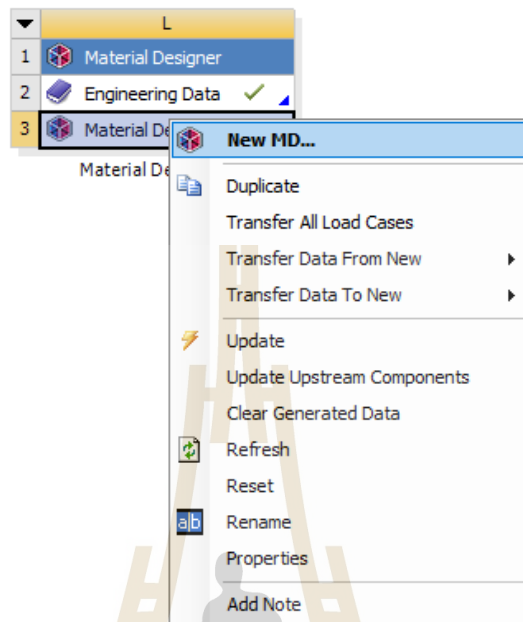 L
1 Material Designer
2 Engineering Data
3 Material De
Material De
New MD...
Duplicate
Transfer All Load Cases
Transfer Data From New
Transfer Data To New
Update
Update Upstream Components
Clear Generated Data
Refresh
Reset
a|b Rename
Properties
Add Note